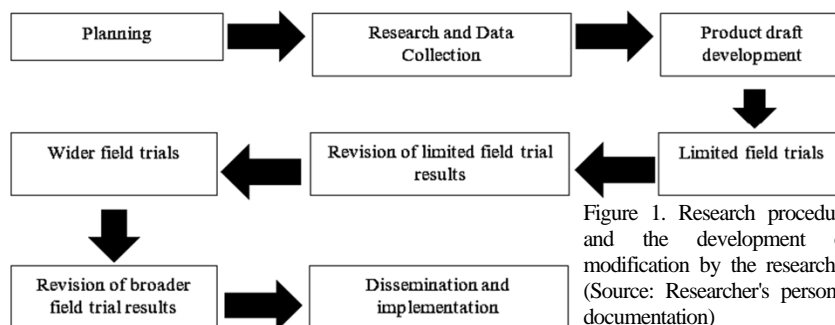 Planning
Research and Data
Collection
Product draft
development
Limited field trials
Revision of limited field trial
results
Wider field trials
Revision of broader
field trial results
Dissemination and
implementation
Figure 1. Research
and the development
modification by the
(Source: Researcher's
documentation)